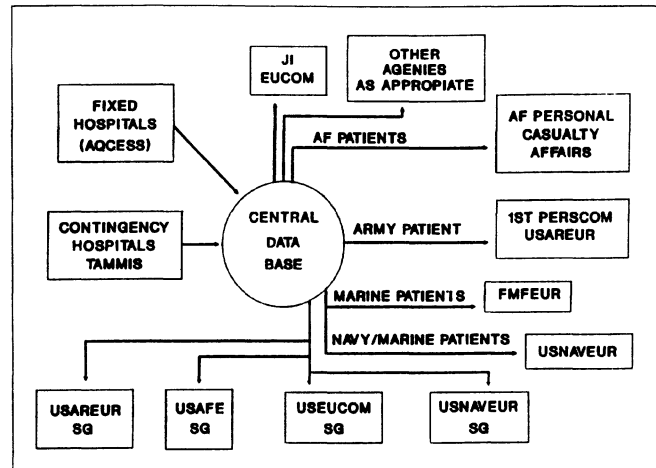 JI
EUCOM
OTHER
AGENIES
AS APPROPIATE
FIXED
HOSPITALS
(AQCESS)
AF PATIENTS
AF PERSONAL
CASUALTY
AFFAIRS
CENTRAL
DATA
BASE
CONTINGENCY
HOSPITALS
TAMMIS
ARMY PATIENT
1ST PERSCOM
USAREUR
MARINE PATIENTS
FMFEUR
NAVY/MARINE PATIENTS
USNAVEUR
USAREUR
SG
USAFE
SG
USEUCOM
SG
USNAVEUR
SG